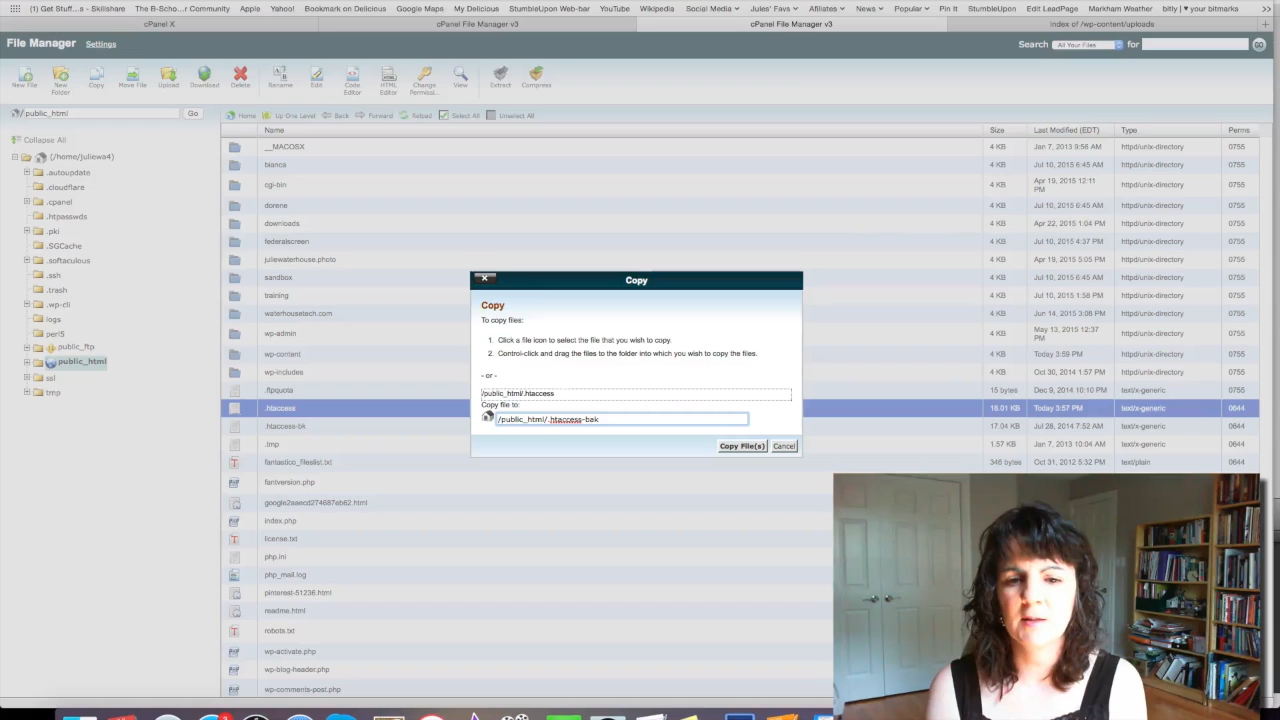 (1) Get Stuff...s - Skillshare The B-Scho...r Community Apple Yahoo! Bookmark on Delicious Google Maps My Delicious StumbleUpon Web-bar YouTube Wikipedia Social Media Jules' Favs Affiliates News Popular Pin It StumbleUpon Edit LeadPage Markham Weather bitly | ♥ your bitmarks >>
cPanel X cPanel File Manager v3 cPanel File Manager v3 Index of /wp-content/uploads +
File Manager Settings Search All Your Files for GO
New File New Folder Copy Move File Upload Download Delete Rename Edit Code Editor HTML Editor Change Permissi... View Extract Compress
/public_html Go Home Up One Level Back Forward Reload Select All Unselect All
Collapse All
(/home/juliewa4)
.autoupdate
.cloudflare
.cpanel
.htpasswds
.pki
.SGCache
.softaculous
.ssh
.trash
.wp-cli
logs
perl5
public_ftp
public_html
ssl
tmp
Name Size Last Modified (EDT) Type Perms
__MACOSX 4 KB Jan 7, 2013 9:56 AM httpd/unix-directory 0755
bianca 4 KB Jul 10, 2015 6:45 AM httpd/unix-directory 0755
cgi-bin 4 KB Apr 19, 2015 12:11 PM httpd/unix-directory 0755
dorene 4 KB Jul 10, 2015 6:45 AM httpd/unix-directory 0755
downloads 4 KB Apr 22, 2015 1:04 PM httpd/unix-directory 0755
federalscreen 4 KB Jul 10, 2015 4:37 PM httpd/unix-directory 0755
juliewaterhouse.photo 4 KB Apr 19, 2015 5:05 PM httpd/unix-directory 0755
sandbox 4 KB Jul 10, 2015 6:45 AM httpd/unix-directory 0755
training 4 KB Jul 10, 2015 1:58 PM httpd/unix-directory 0755
waterhousetech.com 4 KB Jun 14, 2015 3:08 PM httpd/unix-directory 0755
wp-admin 4 KB May 13, 2015 12:37 PM httpd/unix-directory 0755
wp-content 4 KB Today 3:59 PM httpd/unix-directory 0755
wp-includes 4 KB Oct 30, 2014 1:57 PM httpd/unix-directory 0755
.ftpquota 15 bytes Dec 9, 2014 10:10 PM text/x-generic 0600
.htaccess 18.01 KB Today 3:57 PM text/x-generic 0644
.htaccess-bk 17.04 KB Jul 28, 2014 7:52 AM text/x-generic 0644
.tmp 1.57 KB Jan 7, 2013 10:04 AM text/x-generic 0644
fantastico_filelist.txt 346 bytes Oct 31, 2012 5:32 PM text/plain 0644
fantversion.php
google2aaecd274687eb62.html
index.php
license.txt
php.ini
php_mail.log
pinterest-51236.html
readme.html
robots.txt
wp-activate.php
wp-blog-header.php
wp-comments-post.php
Copy
Copy
To copy files:
1. Click a file icon to select the file that you wish to copy.
2. Control-click and drag the files to the folder into which you wish to copy the files.
- or -
/public_html/.htaccess
Copy file to:
/public_html/.htaccess-bak
Copy File(s) Cancel